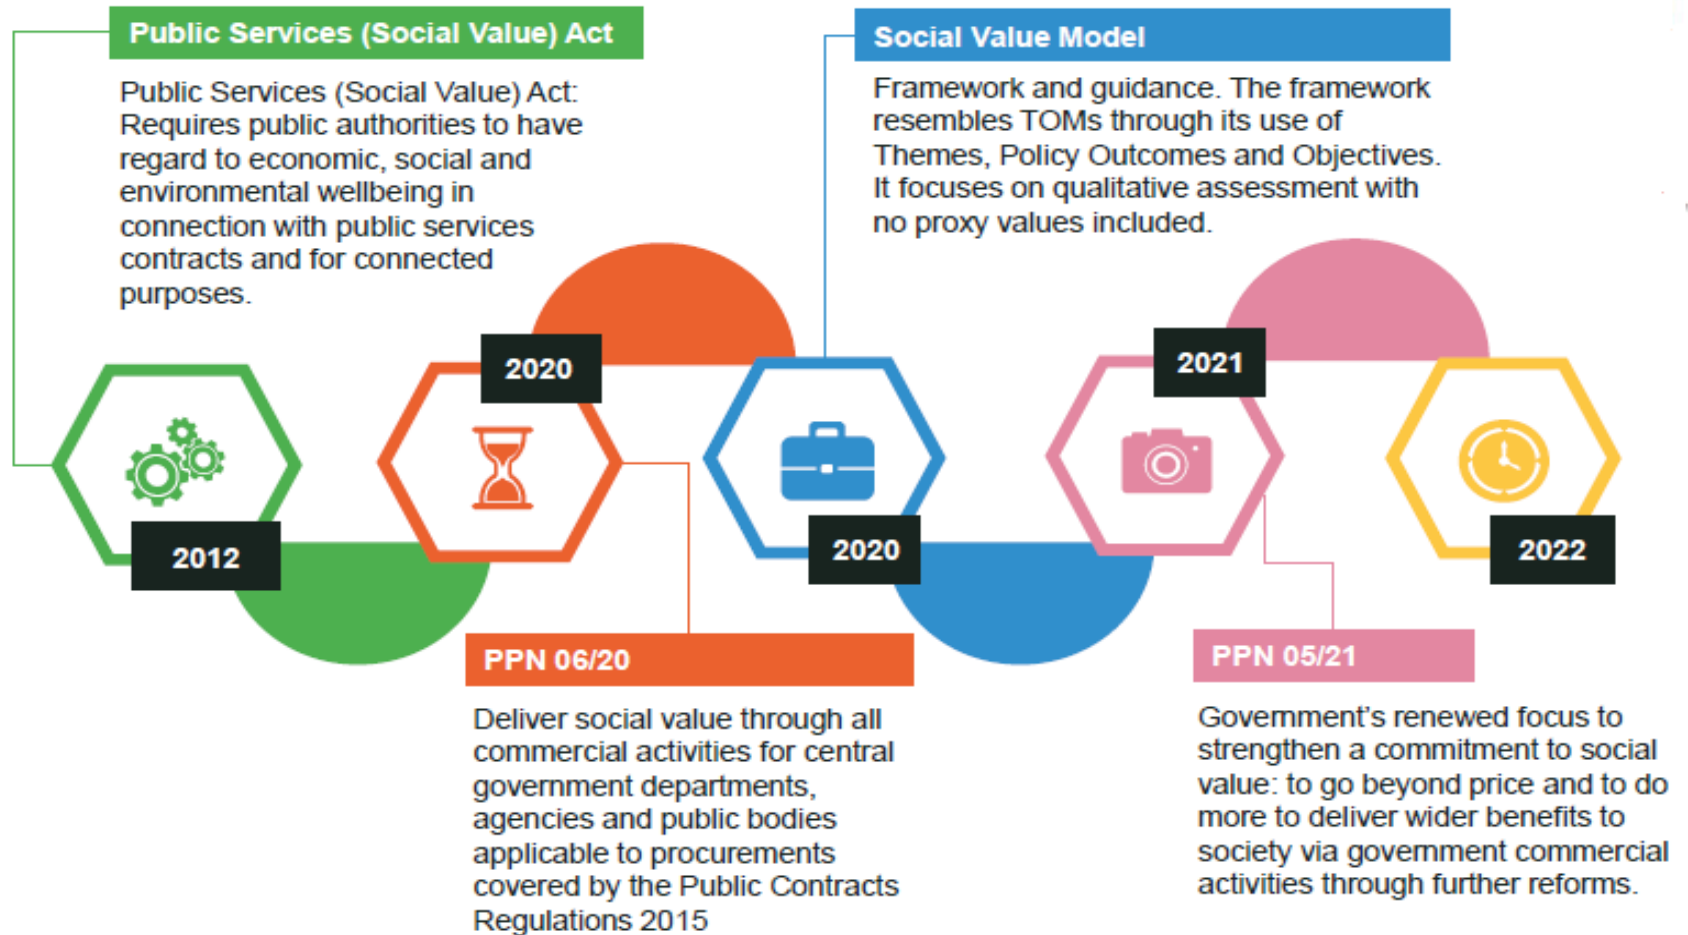 Public Services (Social Value) Act
Public Services (Social Value) Act:
Requires public authorities to have
regard to economic, social and
environmental wellbeing in
connection with public services
contracts and for connected
purposes.
Social Value Model
Framework and guidance. The framework
resembles TOMs through its use of
Themes, Policy Outcomes and Objectives.
It focuses on qualitative assessment with
no proxy values included.
2012
2020
2020
2021
2022
PPN 06/20
Deliver social value through all
commercial activities for central
government departments,
agencies and public bodies
applicable to procurements
covered by the Public Contracts
Regulations 2015
PPN 05/21
Government’s renewed focus to
strengthen a commitment to social
value: to go beyond price and to do
more to deliver wider benefits to
society via government commercial
activities through further reforms.